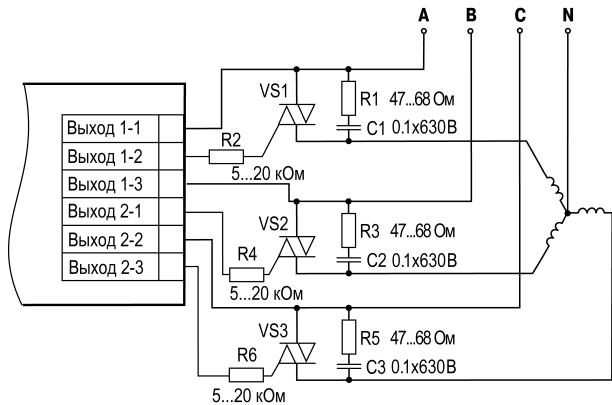 A B C N
VS1
R1 47...68 Ом
C1 0.1x630В
Выход 1-1
Выход 1-2
Выход 1-3
Выход 2-1
Выход 2-2
Выход 2-3
R2
5...20 кОм
VS2
R3 47...68 Ом
C2 0.1x630В
R4
5...20 кОм
VS3
R5 47...68 Ом
C3 0.1x630В
R6
5...20 кОм